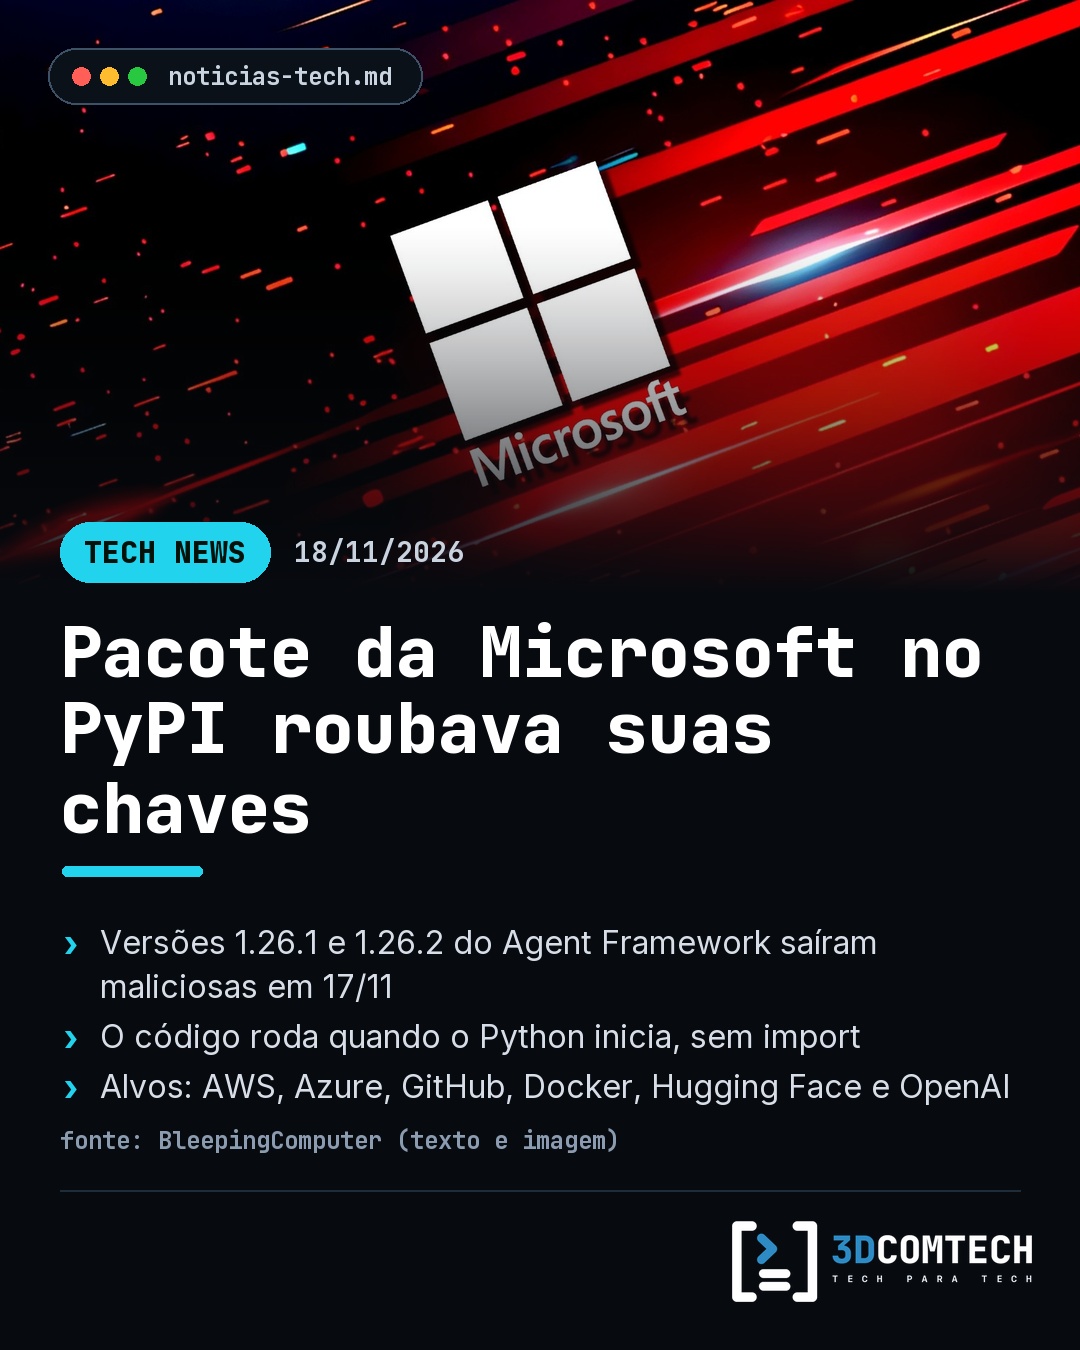 noticias-tech.md
Microsoft
TECH NEWS 18/11/2026
Pacote da Microsoft no
PyPI roubava suas
chaves
› Versões 1.26.1 e 1.26.2 do Agent Framework saíram
maliciosas em 17/11
› O código roda quando o Python inicia, sem import
› Alvos: AWS, Azure, GitHub, Docker, Hugging Face e OpenAI
fonte: BleepingComputer (texto e imagem)
3DCOMTECH
TECH PARA TECH